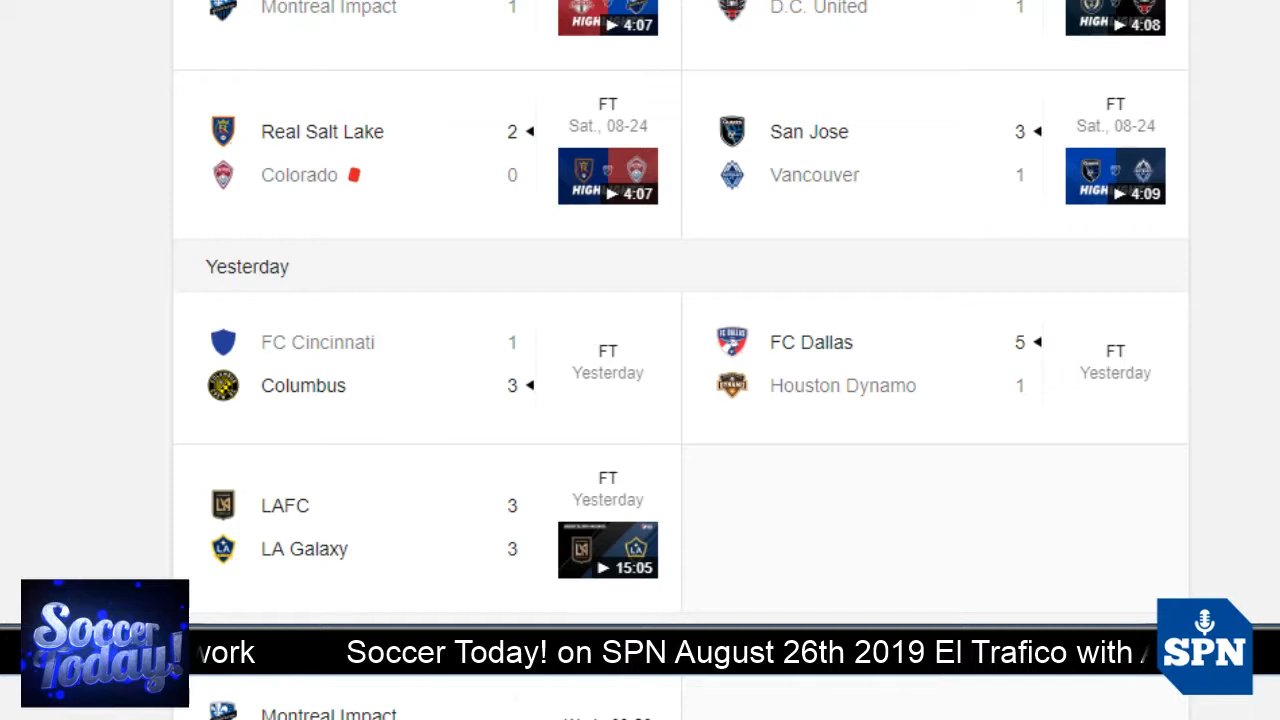 Montreal Impact 1
HIGH 4:07
D.C. United 1
HIGH 4:08
FT
Sat., 08-24
Real Salt Lake 2
Colorado 0
HIGH 4:07
FT
Sat., 08-24
San Jose 3
Vancouver 1
HIGH 4:09
Yesterday
FC Cincinnati 1
Columbus 3
FT
Yesterday
FC Dallas 5
Houston Dynamo 1
FT
Yesterday
LAFC 3
LA Galaxy 3
FT
Yesterday
15:05
Soccer Today!
work Soccer Today! on SPN August 26th 2019 El Trafico with
SPN
Montreal Impact